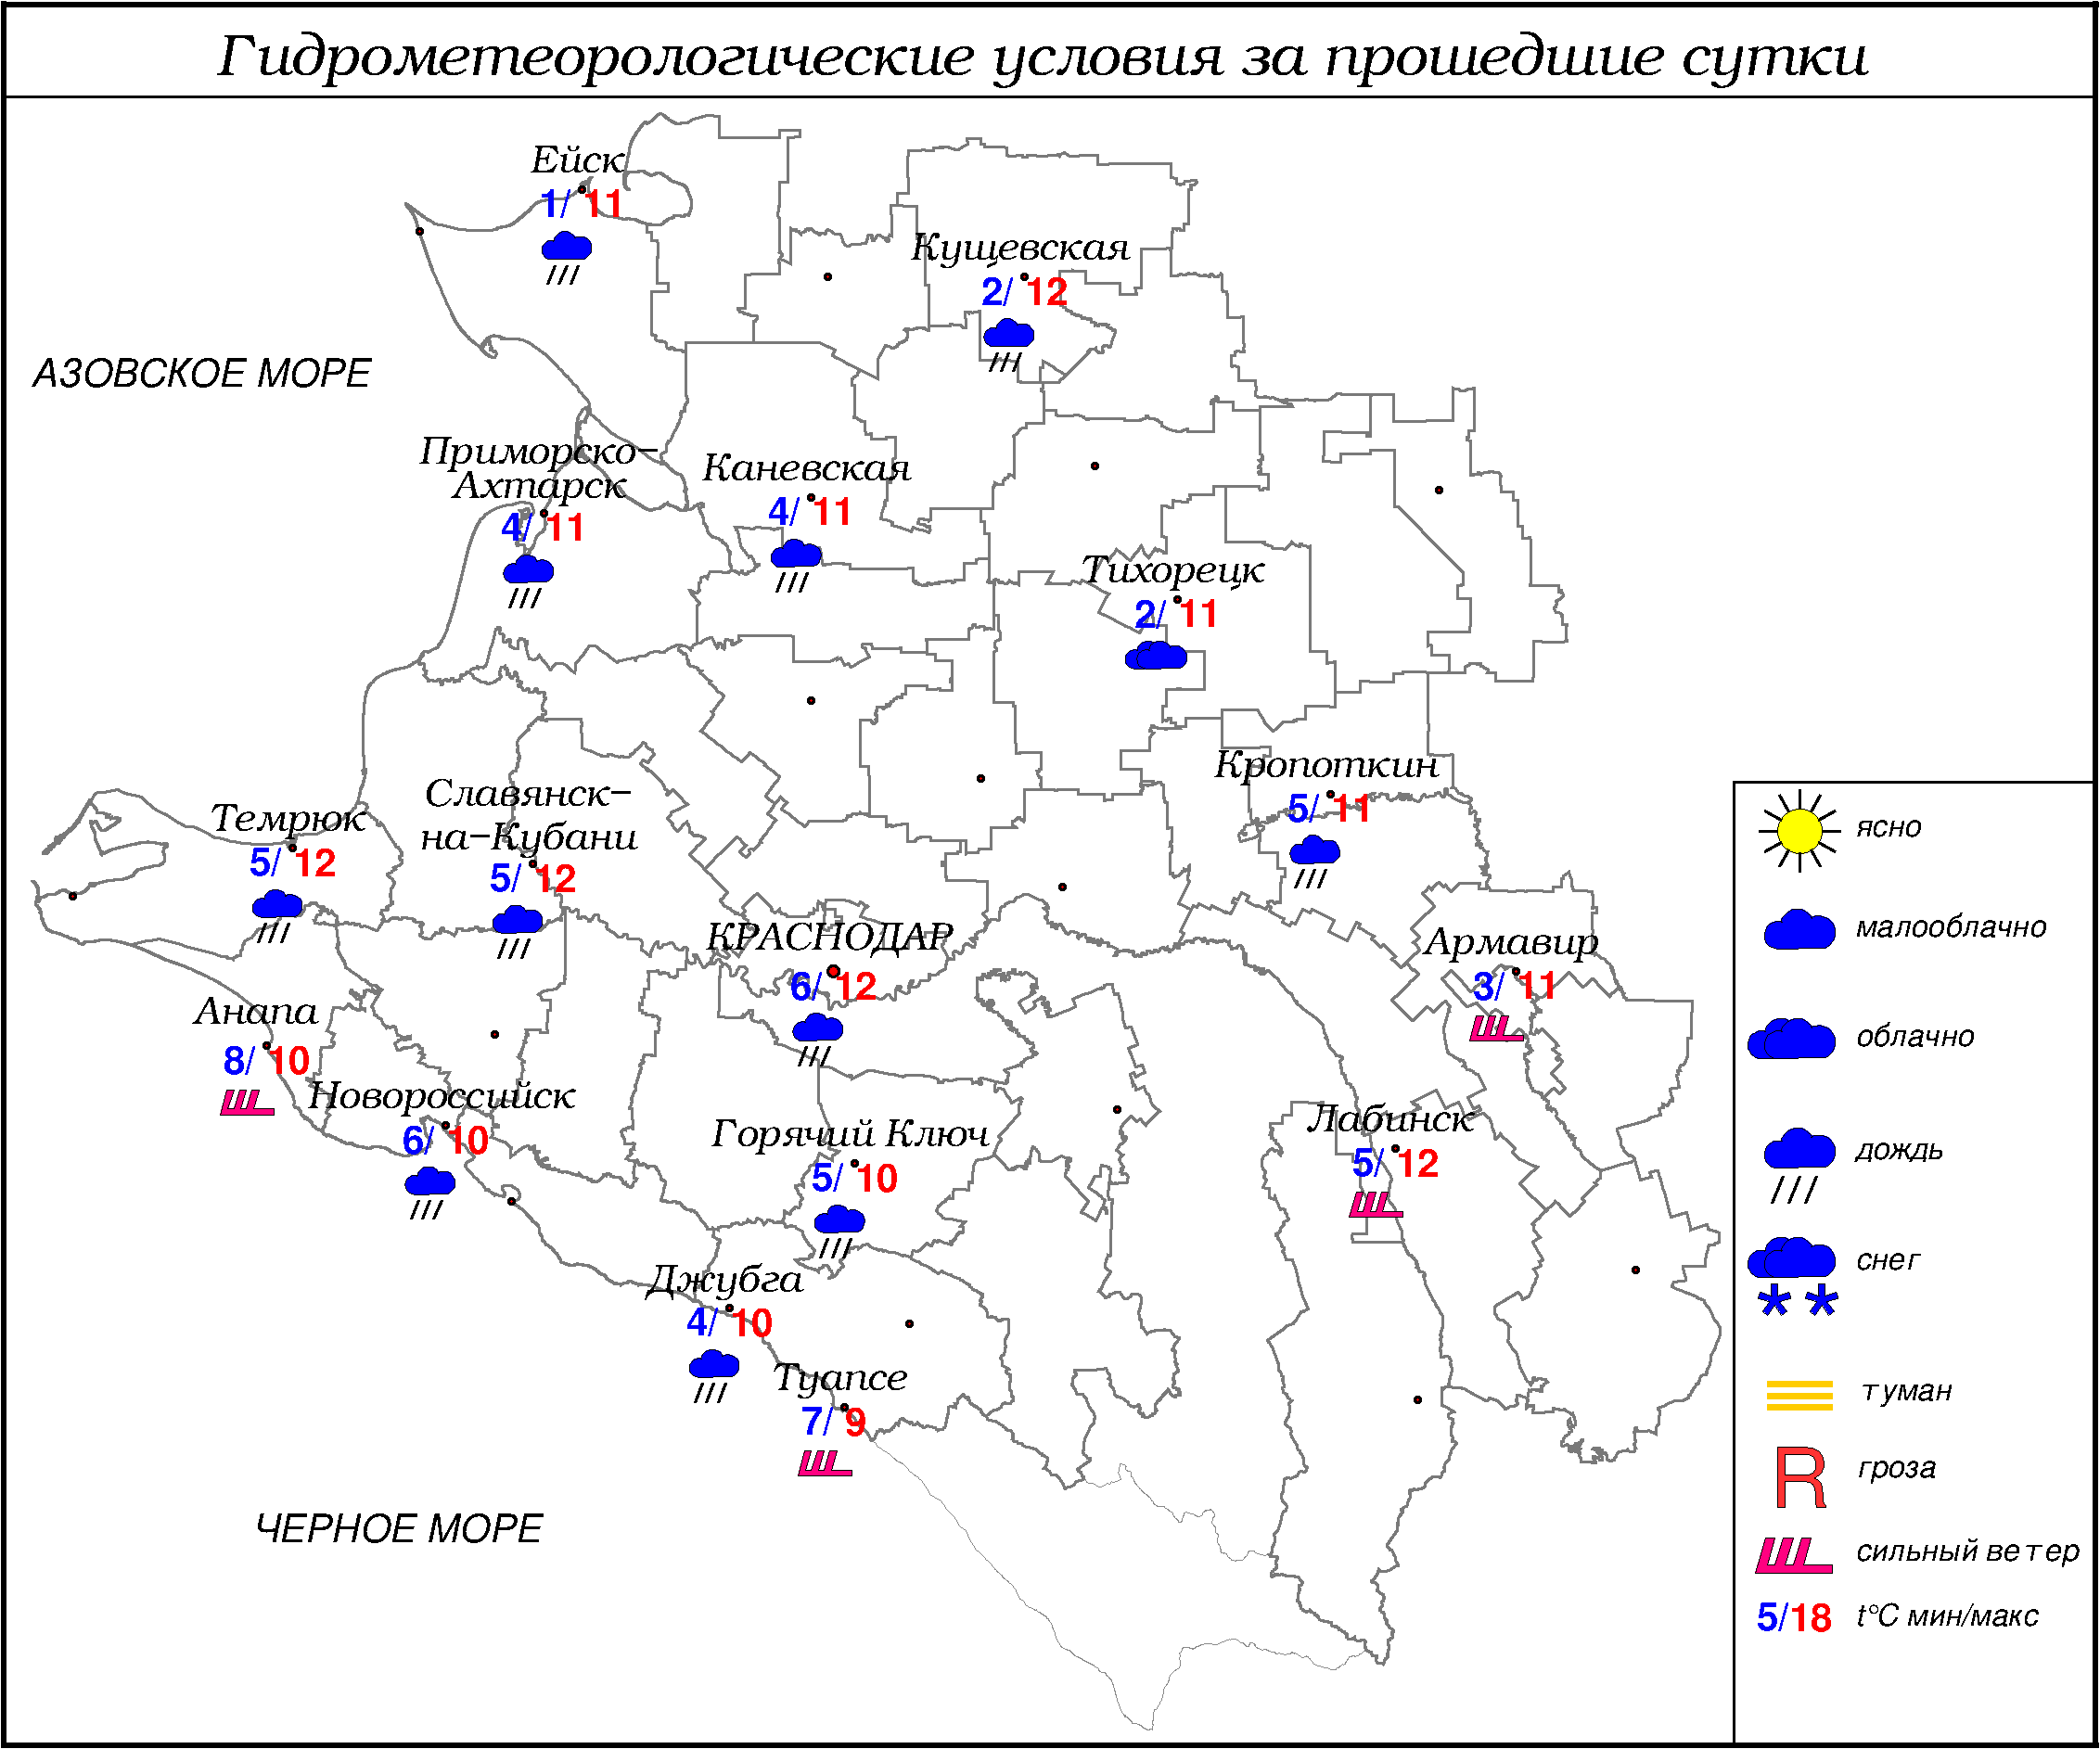 Гидрометеорологические условия за прошедшие сутки
Ейск
1/11
Кущевская
2/12
АЗОВСКОЕ МОРЕ
Приморско-
Ахтарск
4/11
Каневская
4/11
Тихорецк
2/11
Кропоткин
5/11
Темрюк
5/12
Славянск-
на-Кубани
5/12
КРАСНОДАР
6/12
Армавир
3/11
Анапа
8/10
Новороссийск
6/10
Горячий Ключ
5/10
Лабинск
5/12
Джубга
4/10
Туапсе
7/9
ЧЕРНОЕ МОРЕ
ясно
малооблачно
облачно
дождь
снег
туман
R гроза
сильный ветер
5/18 t°C мин/макс